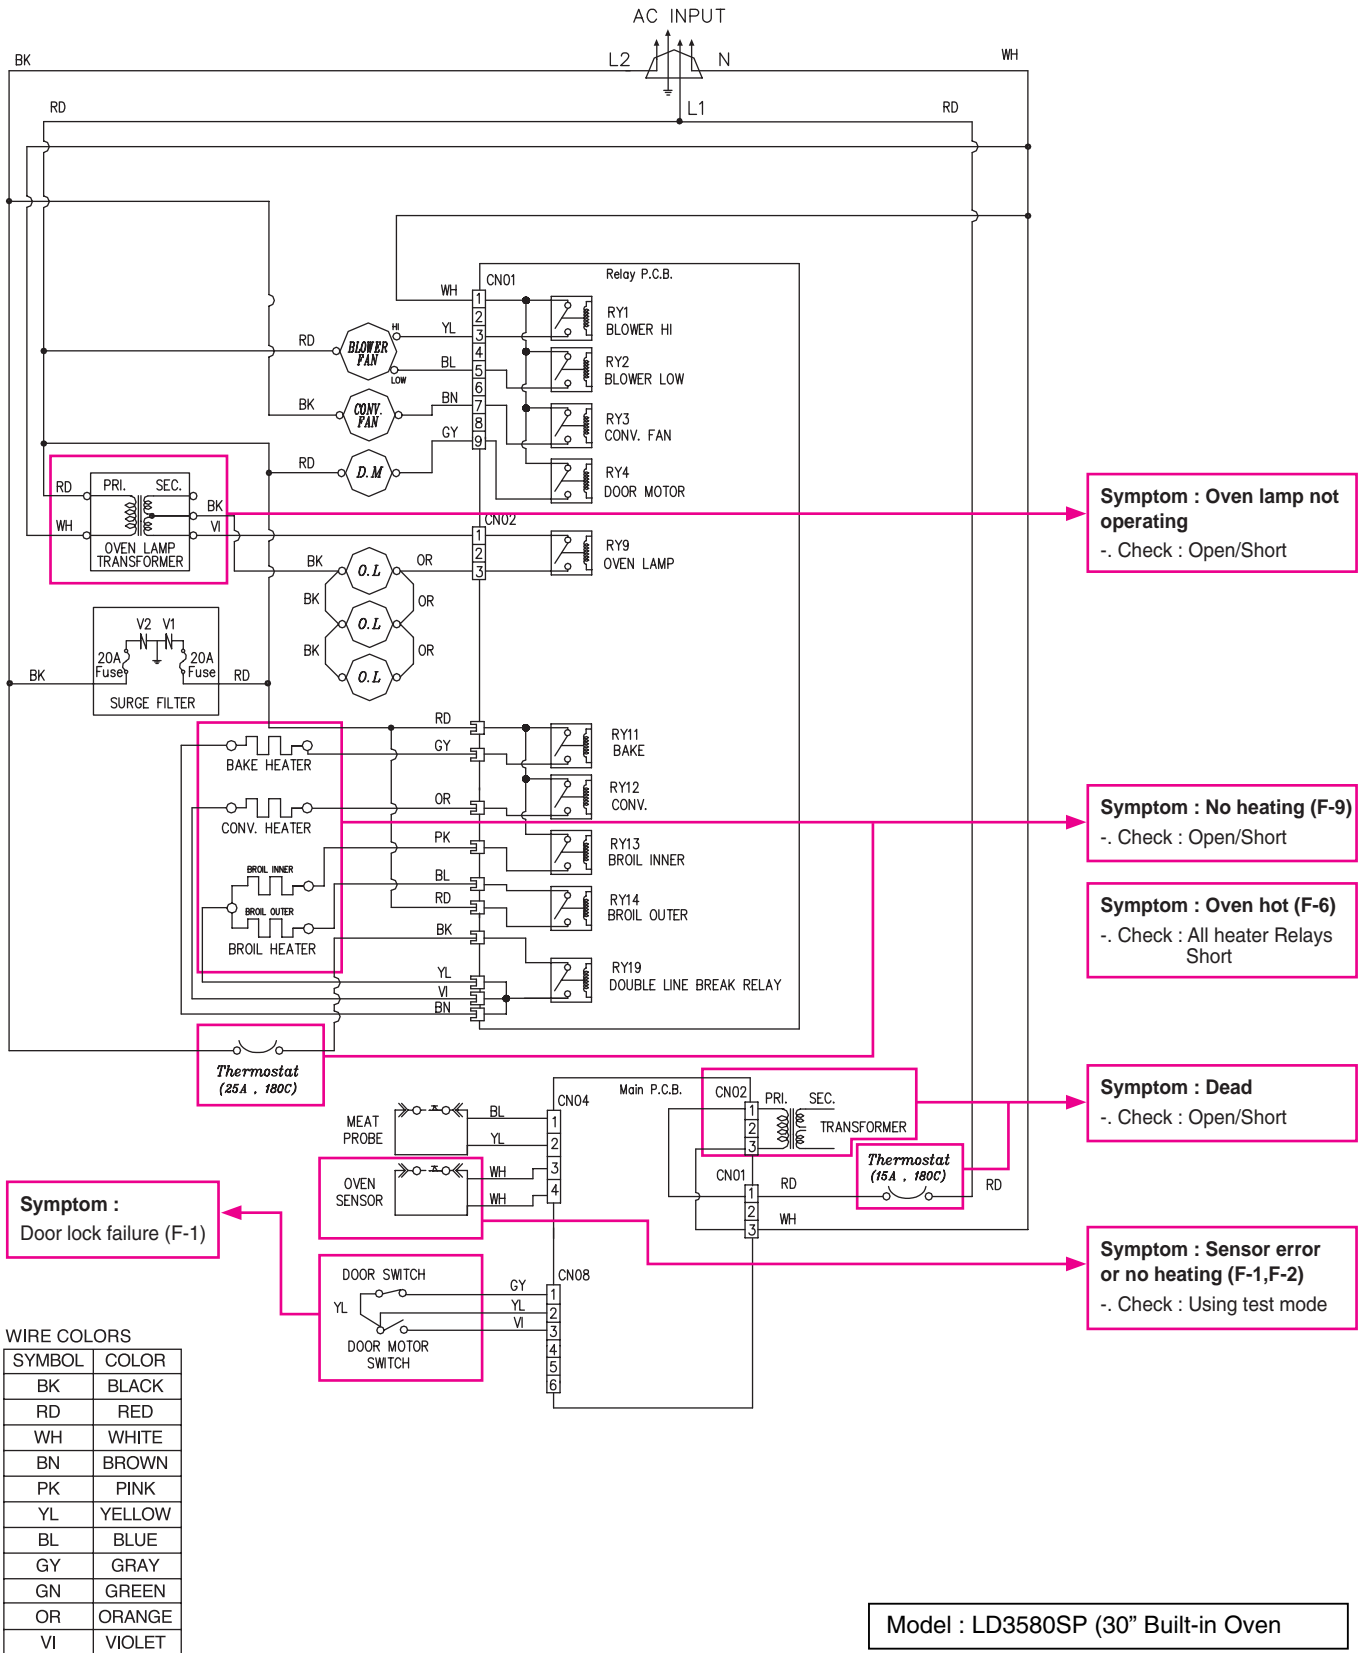 AC INPUT
BK
L2
N
WH
RD
L1
RD
Relay P.C.B.
CN01
WH
1
2
3
4
5
6
7
8
9
RY1
BLOWER HI
RD
BLOWER
FAN
HI
LOW
YL
BL
RY2
BLOWER LOW
BK
CONV.
FAN
BN
RY3
CONV. FAN
RD
D.M
GY
RY4
DOOR MOTOR
RD
PRI.
SEC.
BK
WH
VI
OVEN LAMP
TRANSFORMER
CN02
1
2
3
RY9
OVEN LAMP
BK
O.L
OR
BK
OR
O.L
BK
OR
O.L
V2
V1
20A
Fuse
20A
Fuse
BK
RD
SURGE FILTER
RD
GY
RY11
BAKE
BAKE HEATER
OR
RY12
CONV.
CONV. HEATER
PK
RY13
BROIL INNER
BROIL INNER
BL
RD
RY14
BROIL OUTER
BROIL OUTER
BROIL HEATER
BK
YL
VI
BN
RY19
DOUBLE LINE BREAK RELAY
Thermostat
(25A , 180C)
Symptom : Oven lamp not
operating
-. Check : Open/Short
Symptom : No heating (F-9)
-. Check : Open/Short
Symptom : Oven hot (F-6)
-. Check : All heater Relays
Short
Symptom : Dead
-. Check : Open/Short
Main P.C.B.
CN04
1
2
3
4
MEAT
PROBE
BL
YL
OVEN
SENSOR
WH
WH
CN02
1
2
3
PRI.
SEC.
TRANSFORMER
Thermostat
(15A , 180C)
CN01
1
2
3
RD
RD
WH
Symptom :
Door lock failure (F-1)
Symptom : Sensor error
or no heating (F-1,F-2)
-. Check : Using test mode
DOOR SWITCH
YL
DOOR MOTOR
SWITCH
GY
YL
VI
CN08
1
2
3
4
5
6
WIRE COLORS
SYMBOL COLOR
BK BLACK
RD RED
WH WHITE
BN BROWN
PK PINK
YL YELLOW
BL BLUE
GY GRAY
GN GREEN
OR ORANGE
VI VIOLET
Model : LD3580SP (30” Built-in Oven